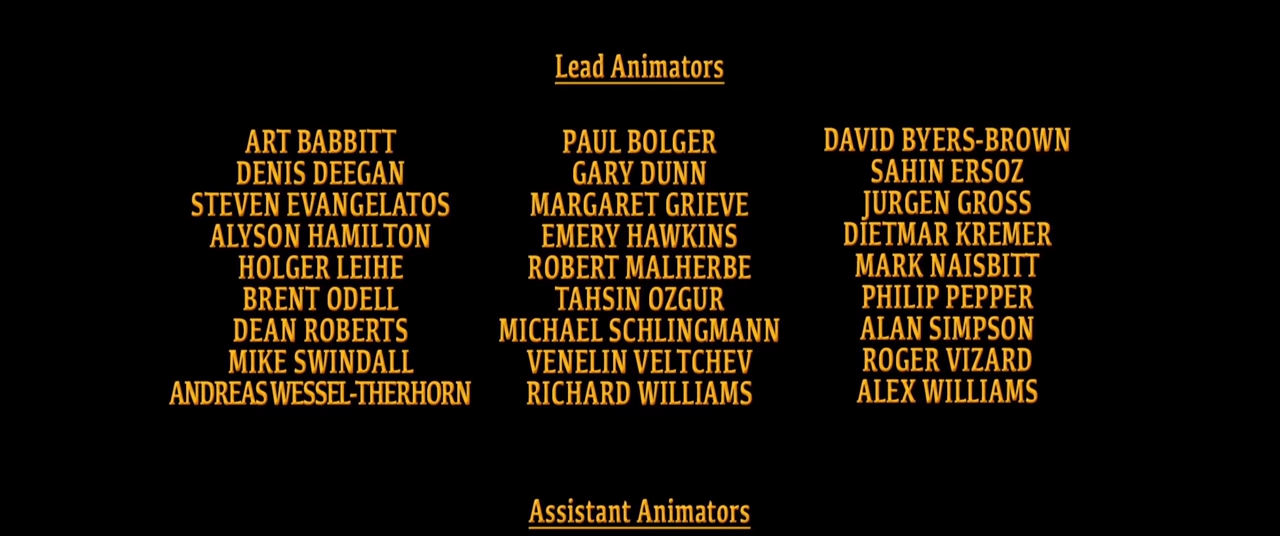 Lead Animators
ART BABBITT PAUL BOLGER DAVID BYERS-BROWN
DENIS DEEGAN GARY DUNN SAHIN ERSOZ
STEVEN EVANGELATOS MARGARET GRIEVE JURGEN GROSS
ALYSON HAMILTON EMERY HAWKINS DIETMAR KREMER
HOLGER LEIHE ROBERT MALHERBE MARK NAISBITT
BRENT ODELL TAHSIN OZGUR PHILIP PEPPER
DEAN ROBERTS MICHAEL SCHLINGMANN ALAN SIMPSON
MIKE SWINDALL VENELIN VELTCHEV ROGER VIZARD
ANDREAS WESSEL-THERHORN RICHARD WILLIAMS ALEX WILLIAMS
Assistant Animators